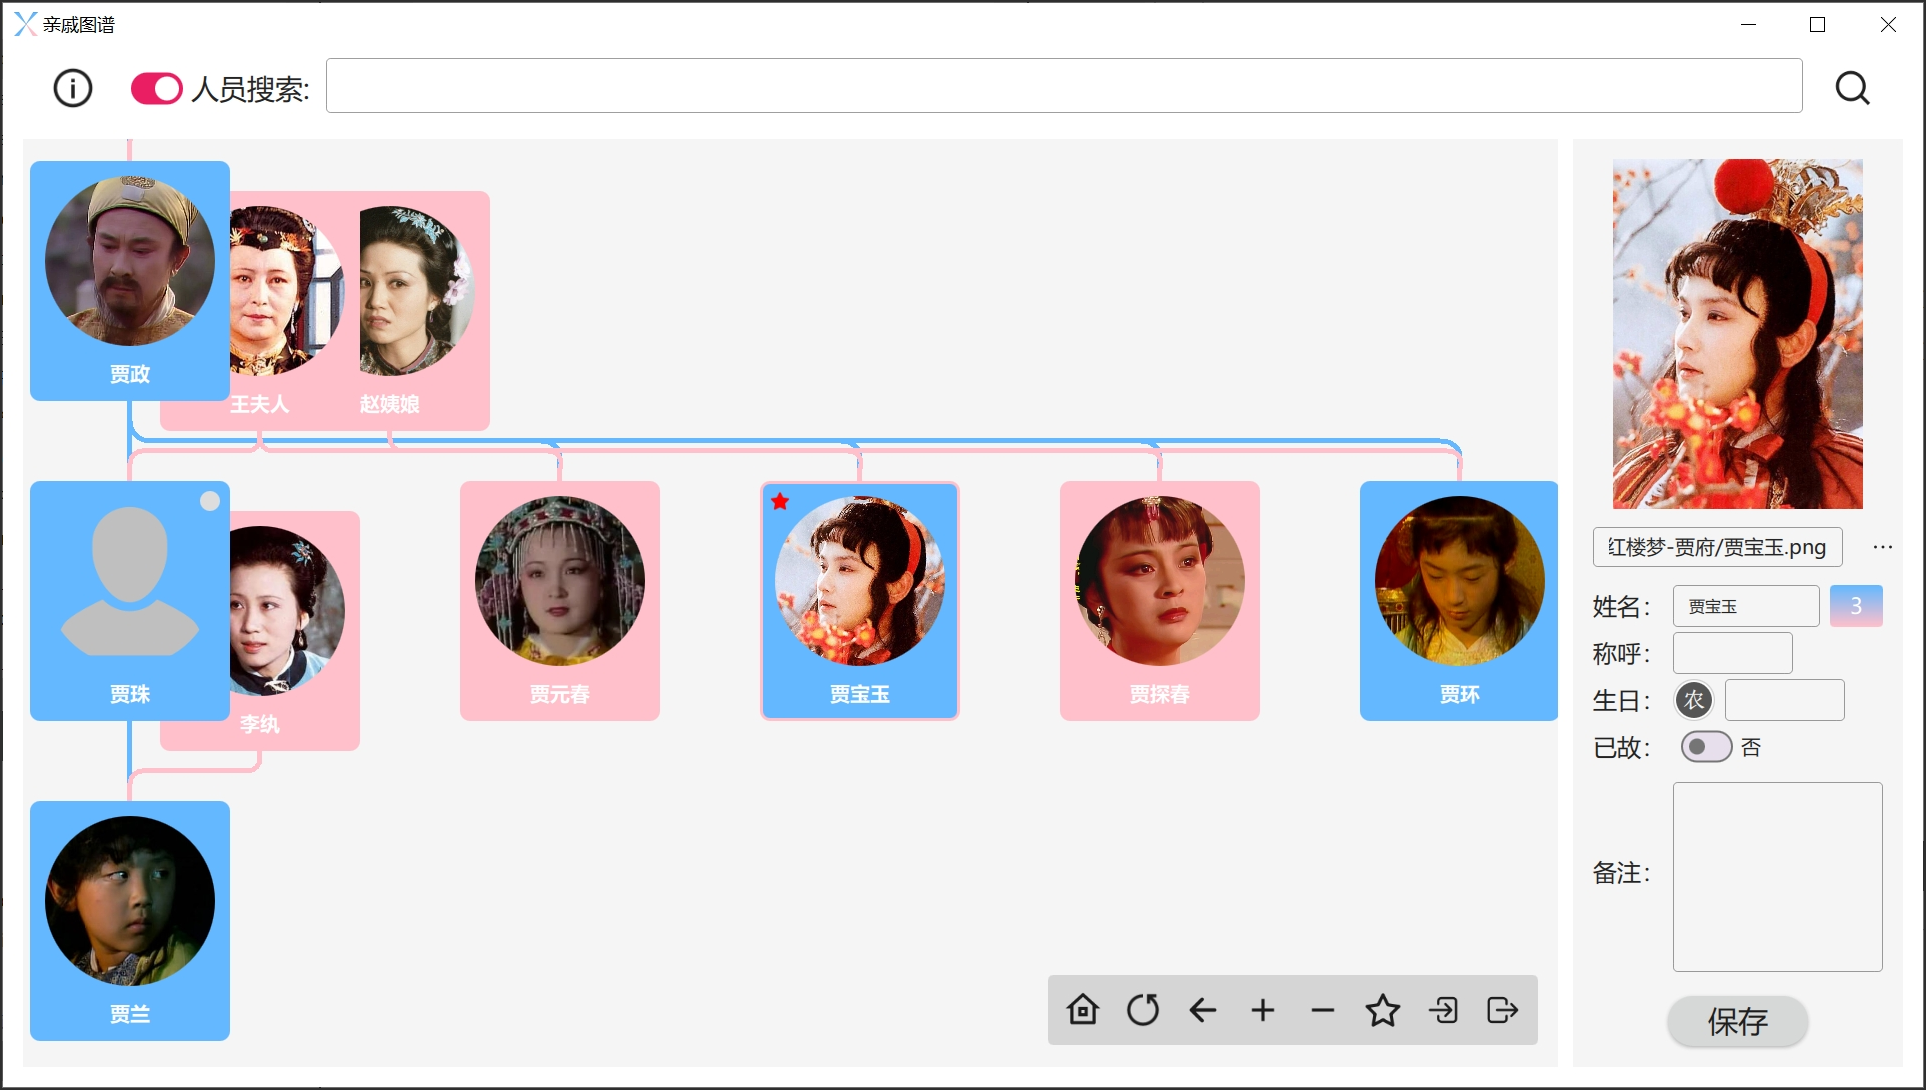 亲戚图谱
人员搜索:
贾政
王夫人
赵姨娘
贾珠
李纨
贾元春
贾宝玉
贾探春
贾环
贾兰
红楼梦-贾府/贾宝玉.png
···
姓名： 贾宝玉 3
称呼：
生日： 农
已故： 否
备注：
保存